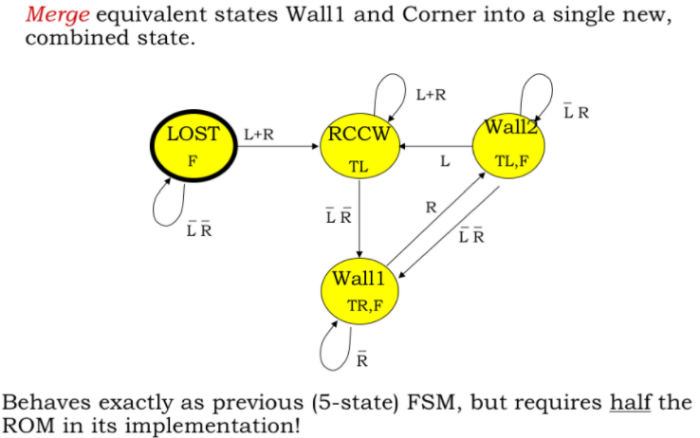 Merge equivalent states Wall1 and Corner into a single new,
combined state.
L+R
L̅ R
LOST
F
L+R
RCCW
TL
Wall2
TL,F
L
L̅ R̅
L̅ R̅
R
L̅ R̅
Wall1
TR,F
R̅
Behaves exactly as previous (5-state) FSM, but requires half the
ROM in its implementation!